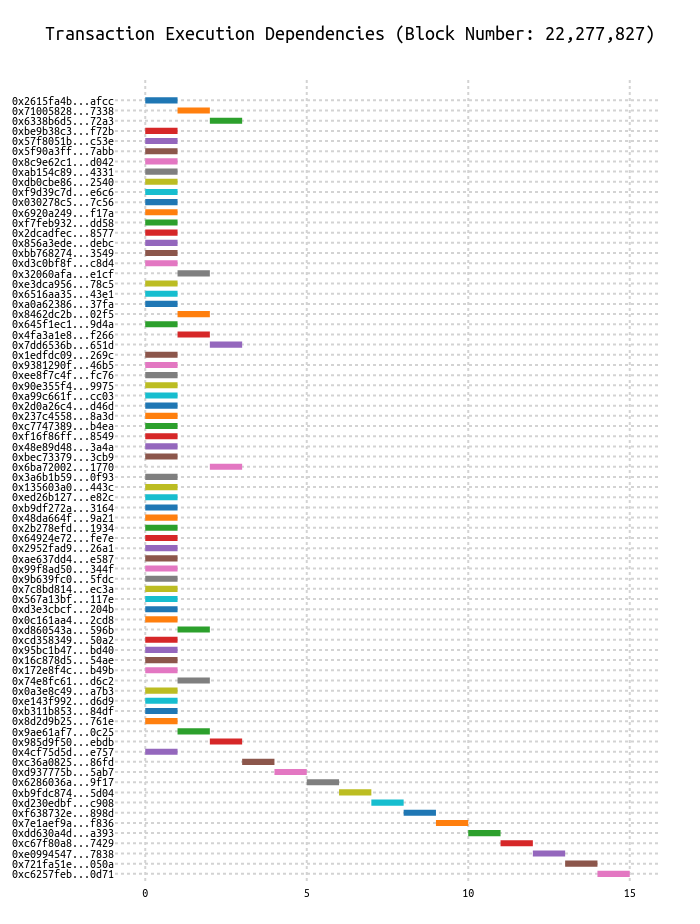 Transaction Execution Dependencies (Block Number: 22,277,827)
0x2615fa4b...afcc
0x71005828...7338
0x6338b6d5...72a3
0xbe9b38c3...f72b
0x57f8051b...c53e
0x5f90a3ff...7abb
0x8c9e62c1...d042
0xab154c89...4331
0xdb0cbe86...2540
0xf9d39c7d...e6c6
0x030278c5...7c56
0x6920a249...f17a
0xf7feb932...dd58
0x2dcadfec...8577
0x856a3ede...debc
0xbb768274...3549
0xd3c0bf8f...c8d4
0x32060afa...e1cf
0xe3dca956...78c5
0x6516aa35...43e1
0xa0a62386...37fa
0x8462dc2b...02f5
0x645f1ec1...9d4a
0x4fa3a1e8...f266
0x7dd6536b...651d
0x1edfdc09...269c
0x9381290f...46b5
0xee8f7c4f...fc76
0x90e355f4...9975
0xa99c661f...cc03
0x2d0a26c4...d46d
0x237c4558...8a3d
0xc7747389...b4ea
0xf16f86ff...8549
0x48e89d48...3a4a
0xbec73379...3cb9
0x6ba72002...1770
0x3a6b1b59...0f93
0x135603a0...443c
0xed26b127...e82c
0xb9df272a...3164
0x48da664f...9a21
0x2b278efd...1934
0x64924e72...fe7e
0x2952fad9...26a1
0xae637dd4...e587
0x99f8ad50...344f
0x9b639fc0...5fdc
0x7c8bd814...ec3a
0x567a13bf...117e
0xd3e3cbcf...204b
0x0c161aa4...2cd8
0xd860543a...596b
0xcd358349...50a2
0x95bc1b47...bd40
0x16c878d5...54ae
0x172e8f4c...b49b
0x74e8fc61...d6c2
0x0a3e8c49...a7b3
0xe143f992...d6d9
0xb311b853...84df
0x8d2d9b25...761e
0x9ae61af7...0c25
0x985d9f50...ebdb
0x4cf75d5d...e757
0xc36a0825...86fd
0xd937775b...5ab7
0x6286036a...9f17
0xb9fdc874...5d04
0xd230edbf...c908
0xf638732e...898d
0x7e1aef9a...f836
0xdd630a4d...a393
0xc67f80a8...7429
0xe0994547...7838
0x721fa51e...050a
0xc6257feb...0d71
0 5 10 15